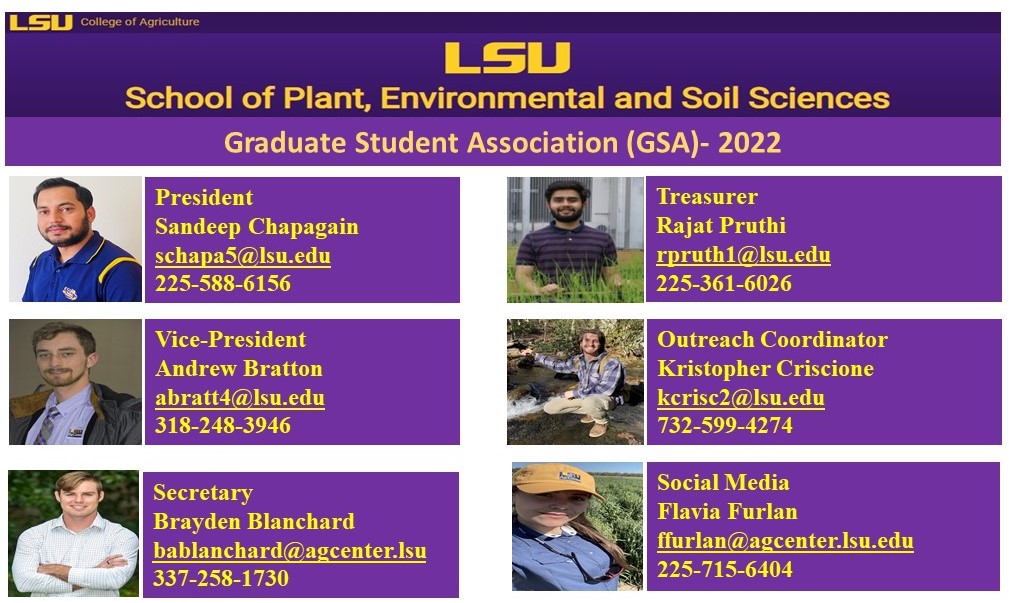 LSU College of Agriculture
LSU
School of Plant, Environmental and Soil Sciences
Graduate Student Association (GSA)- 2022
President
Sandeep Chapagain
schapa5@lsu.edu
225-588-6156
Treasurer
Rajat Pruthi
rpruth1@lsu.edu
225-361-6026
Vice-President
Andrew Bratton
abratt4@lsu.edu
318-248-3946
Outreach Coordinator
Kristopher Criscione
kcrisc2@lsu.edu
732-599-4274
Secretary
Brayden Blanchard
bablanchard@agcenter.lsu
337-258-1730
Social Media
Flavia Furlan
ffurlan@agcenter.lsu.edu
225-715-6404